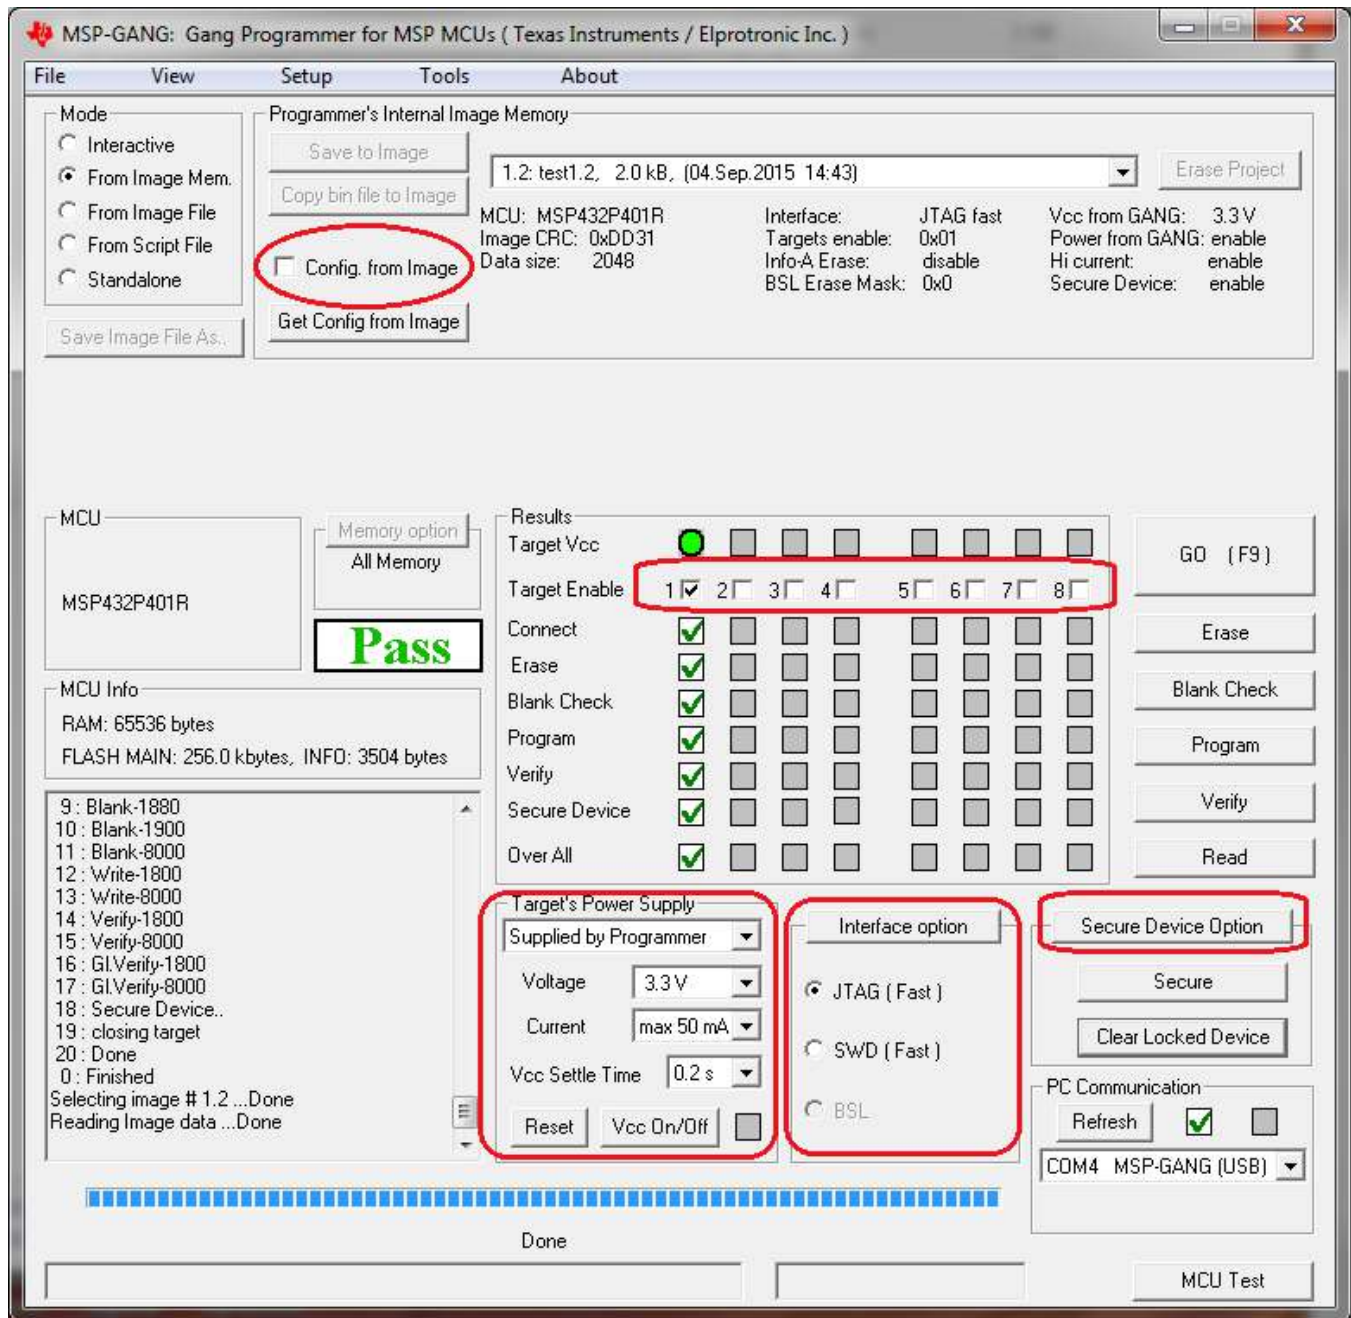 MSP-GANG: Gang Programmer for MSP MCUs ( Texas Instruments / Elprotronic Inc. )
X
File View Setup Tools About
Mode
Interactive
From Image Mem.
From Image File
From Script File
Standalone
Save Image File As..
Programmer's Internal Image Memory
Save to Image
Copy bin file to Image
Config. from Image
Get Config from Image
1.2: test1.2, 2.0 kB, (04.Sep.2015 14:43)
Erase Project
MCU: MSP432P401R
Image CRC: 0xDD31
Data size: 2048
Interface: JTAG fast
Targets enable: 0x01
Info-A Erase: disable
BSL Erase Mask: 0x0
Vcc from GANG: 3.3 V
Power from GANG: enable
Hi current: enable
Secure Device: enable
MCU
MSP432P401R
Memory option
All Memory
Pass
MCU Info
RAM: 65536 bytes
FLASH MAIN: 256.0 kbytes, INFO: 3504 bytes
9 : Blank-1880
10 : Blank-1900
11 : Blank-8000
12 : Write-1800
13 : Write-8000
14 : Verify-1800
15 : Verify-8000
16 : Gl.Verify-1800
17 : Gl.Verify-8000
18 : Secure Device..
19 : closing target
20 : Done
0 : Finished
Selecting image # 1.2 ...Done
Reading Image data ...Done
Results
Target Vcc
Target Enable 1 2 3 4 5 6 7 8
Connect
Erase
Blank Check
Program
Verify
Secure Device
Over All
GO ( F9 )
Erase
Blank Check
Program
Verify
Read
Target's Power Supply
Supplied by Programmer
Voltage 3.3 V
Current max 50 mA
Vcc Settle Time 0.2 s
Reset Vcc On/Off
Interface option
JTAG ( Fast )
SWD ( Fast )
BSL
Secure Device Option
Secure
Clear Locked Device
PC Communication
Refresh
COM4 MSP-GANG (USB)
Done
MCU Test